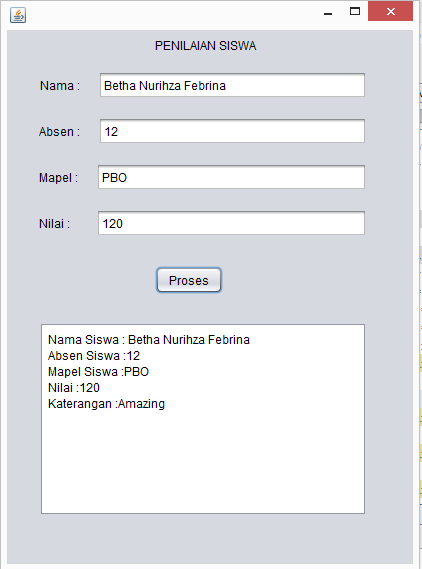 PENILAIAN SISWA
Nama : Betha Nurihza Febrina
Absen : 12
Mapel : PBO
Nilai : 120
Proses
Nama Siswa : Betha Nurihza Febrina
Absen Siswa :12
Mapel Siswa :PBO
Nilai :120
Katerangan :Amazing